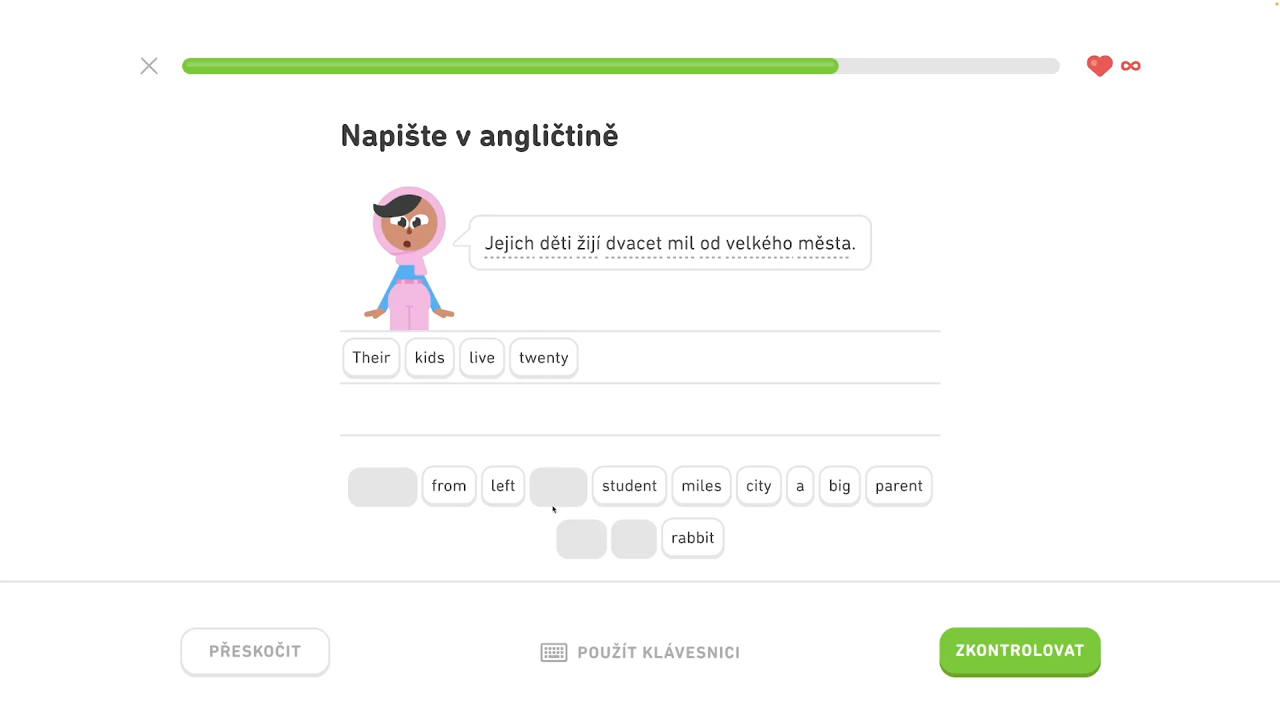 Napište v angličtině
Jejich děti žijí dvacet mil od velkého města.
Their kids live twenty
from left student miles city a big parent
rabbit
PŘESKOČIT POUŽÍT KLÁVESNICI ZKONTROLOVAT